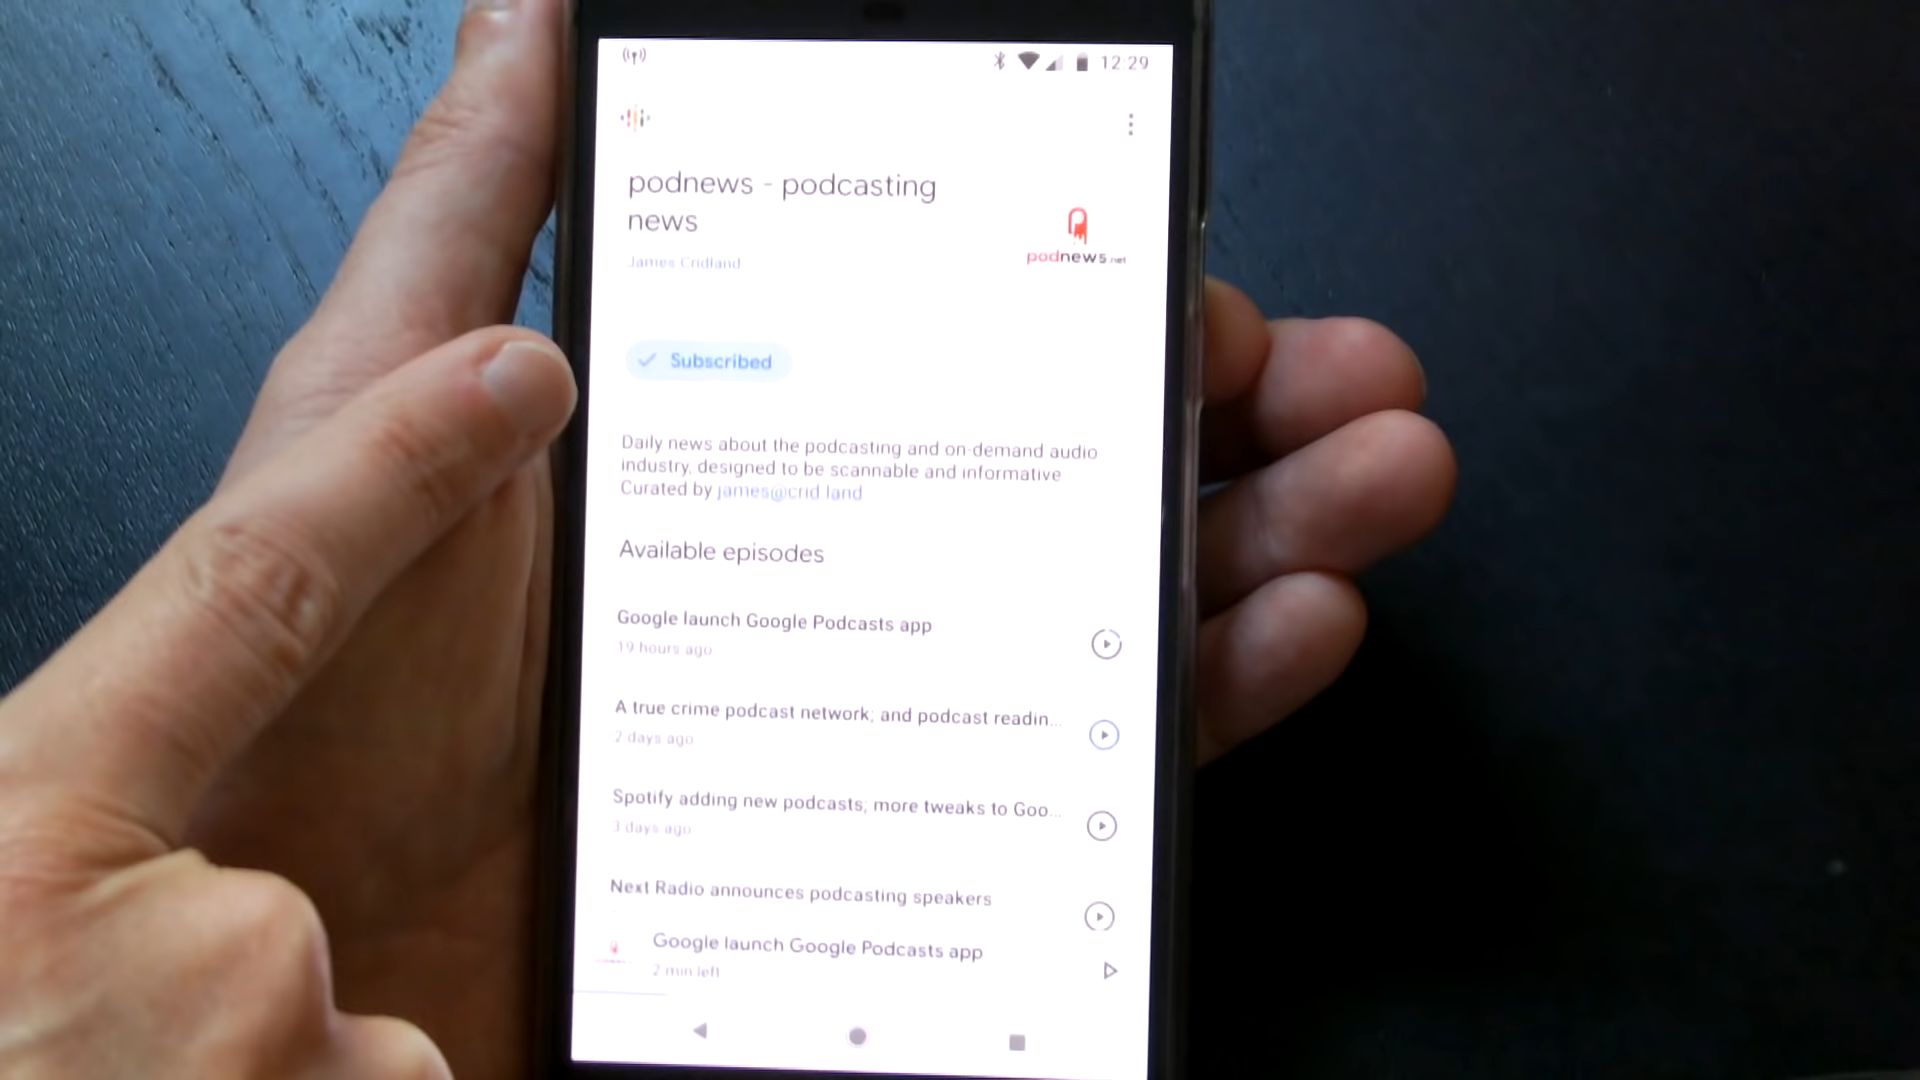 12:29
podnews - podcasting
news
James Cridland
podnews.net
Subscribed
Daily news about the podcasting and on-demand audio
industry, designed to be scannable and informative
Curated by james@crid land
Available episodes
Google launch Google Podcasts app
19 hours ago
A true crime podcast network; and podcast readin...
2 days ago
Spotify adding new podcasts; more tweaks to Goo...
3 days ago
Next Radio announces podcasting speakers
Google launch Google Podcasts app
2 min left